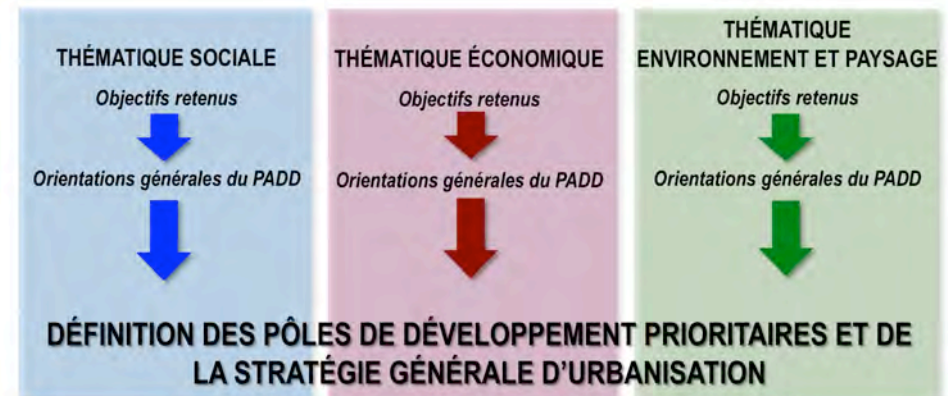 THÉMATIQUE SOCIALE
Objectifs retenus
Orientations générales du PADD
THÉMATIQUE ÉCONOMIQUE
Objectifs retenus
Orientations générales du PADD
THÉMATIQUE
ENVIRONNEMENT ET PAYSAGE
Objectifs retenus
Orientations générales du PADD
DÉFINITION DES PÔLES DE DÉVELOPPEMENT PRIORITAIRES ET DE
LA STRATÉGIE GÉNÉRALE D'URBANISATION